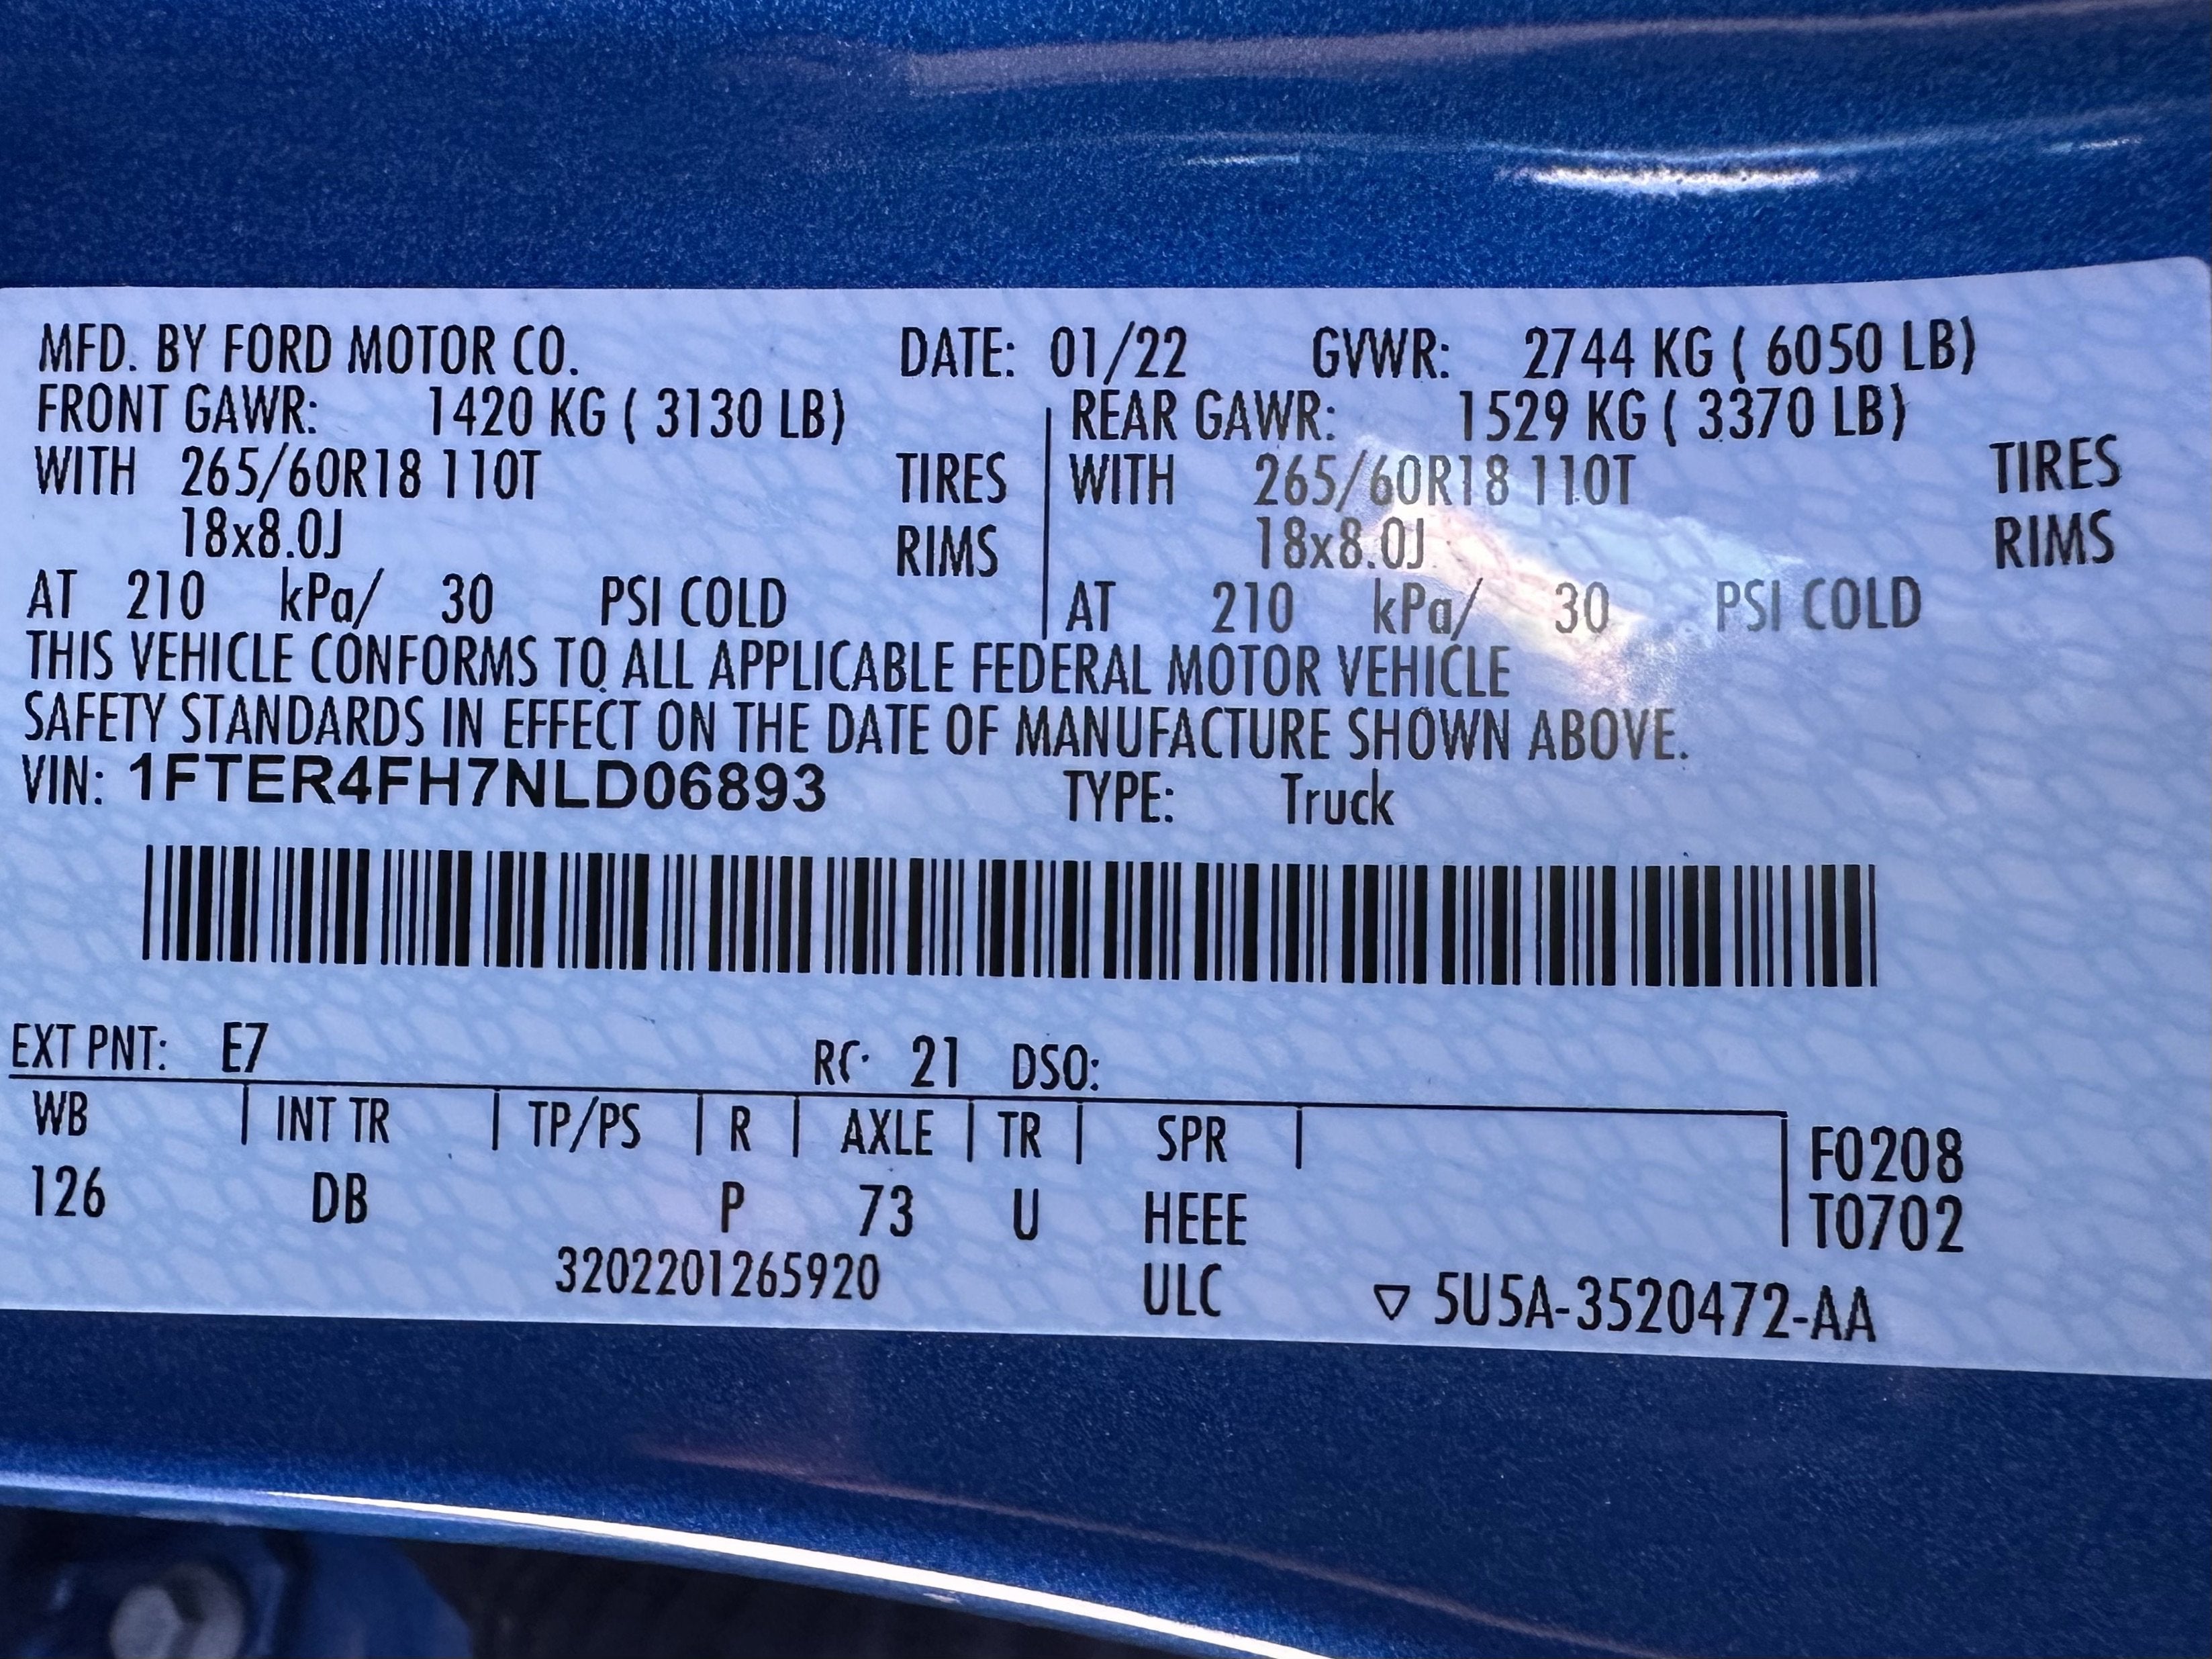 MFD. BY FORD MOTOR CO. DATE: 01/22 GVWR: 2744 KG ( 6050 LB)
FRONT GAWR: 1420 KG ( 3130 LB) REAR GAWR: 1529 KG ( 3370 LB)
WITH 265/60R18 110T TIRES WITH 265/60R18 110T TIRES
18x8.0J RIMS 18x8.0J RIMS
AT 210 kPa/ 30 PSI COLD AT 210 kPa/ 30 PSI COLD
THIS VEHICLE CONFORMS TO ALL APPLICABLE FEDERAL MOTOR VEHICLE
SAFETY STANDARDS IN EFFECT ON THE DATE OF MANUFACTURE SHOWN ABOVE.
VIN: 1FTER4FH7NLD06893 TYPE: Truck
EXT PNT: E7 RC: 21 DSO:
WB INT TR TP/PS R AXLE TR SPR F0208
126 DB P 73 U HEEE T0702
3202201265920 ULC ▽ 5U5A-3520472-AA